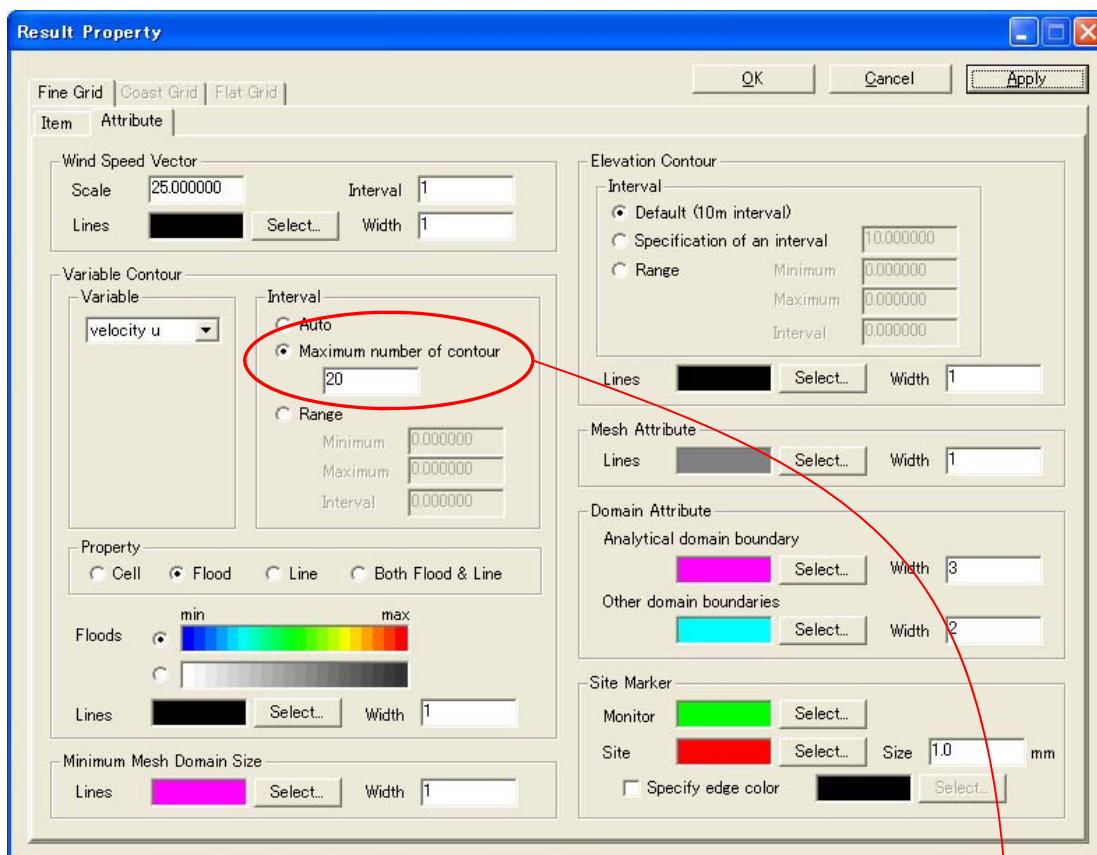 Result Property
OK Cancel Apply
Fine Grid Coast Grid Flat Grid
Item Attribute
Wind Speed Vector
Scale 25.000000 Interval 1
Lines Select... Width 1
Variable Contour
Variable
velocity u
Interval
Auto
Maximum number of contour
20
Range
Minimum 0.000000
Maximum 0.000000
Interval 0.000000
Property
Cell Flood Line Both Flood & Line
min max
Floods
Lines Select... Width 1
Minimum Mesh Domain Size
Lines Select... Width 1
Elevation Contour
Interval
Default (10m interval)
Specification of an interval 10.000000
Range Minimum 0.000000
Maximum 0.000000
Interval 0.000000
Lines Select... Width 1
Mesh Attribute
Lines Select... Width 1
Domain Attribute
Analytical domain boundary
Select... Width 3
Other domain boundaries
Select... Width 2
Site Marker
Monitor Select...
Site Select... Size 1.0 mm
Specify edge color Select...